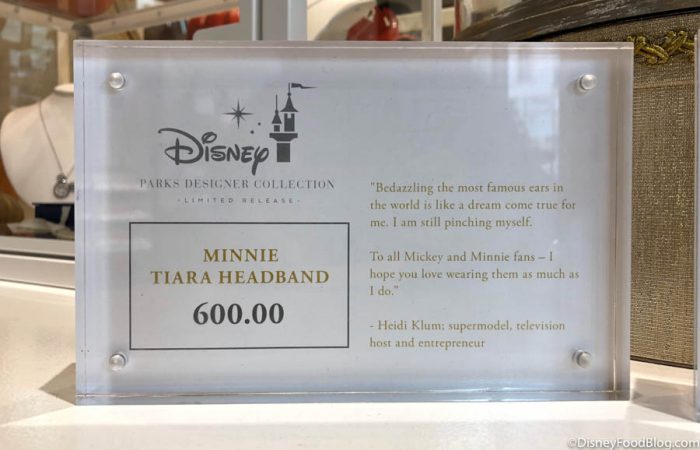 Disney
PARKS DESIGNER COLLECTION
- LIMITED RELEASE -
MINNIE
TIARA HEADBAND
600.00
"Bedazzling the most famous ears in
the world is like a dream come true for
me. I am still pinching myself.
To all Mickey and Minnie fans – I
hope you love wearing them as much as
I do."
- Heidi Klum; supermodel, television
host and entrepreneur
©DisneyFoodBlog.com